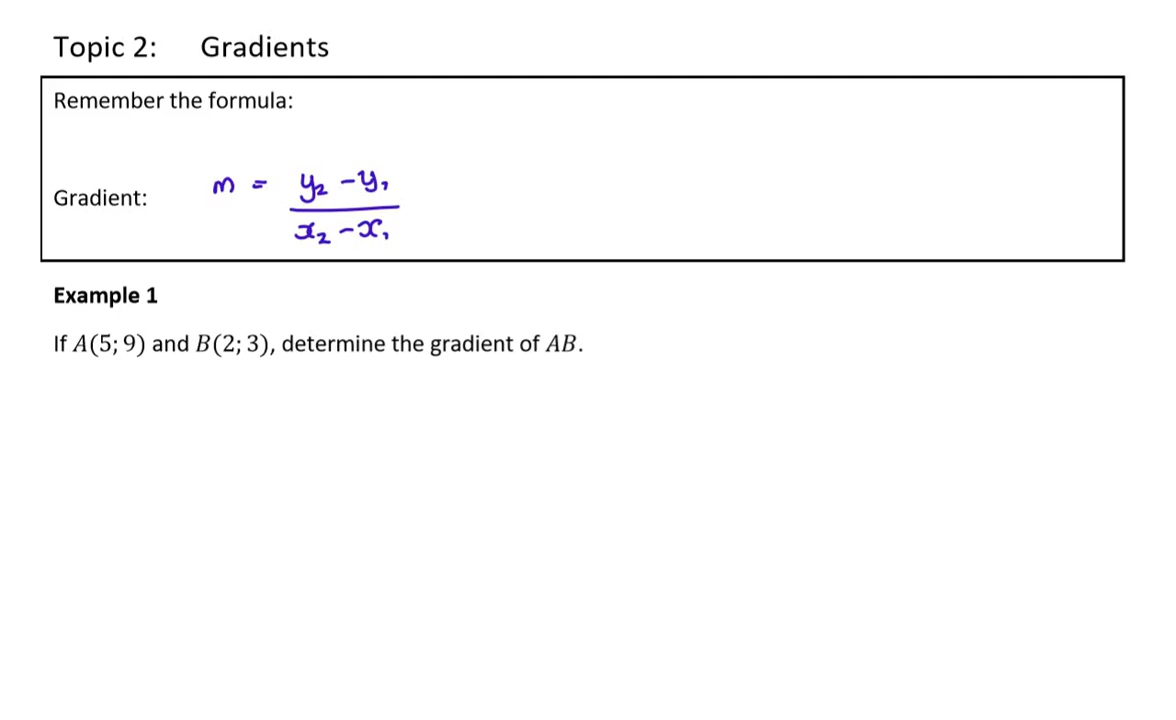 Topic 2: Gradients
Remember the formula:
Gradient: m = y₂ - y₁
x₂ - x₁
Example 1
If A(5; 9) and B(2; 3), determine the gradient of AB.